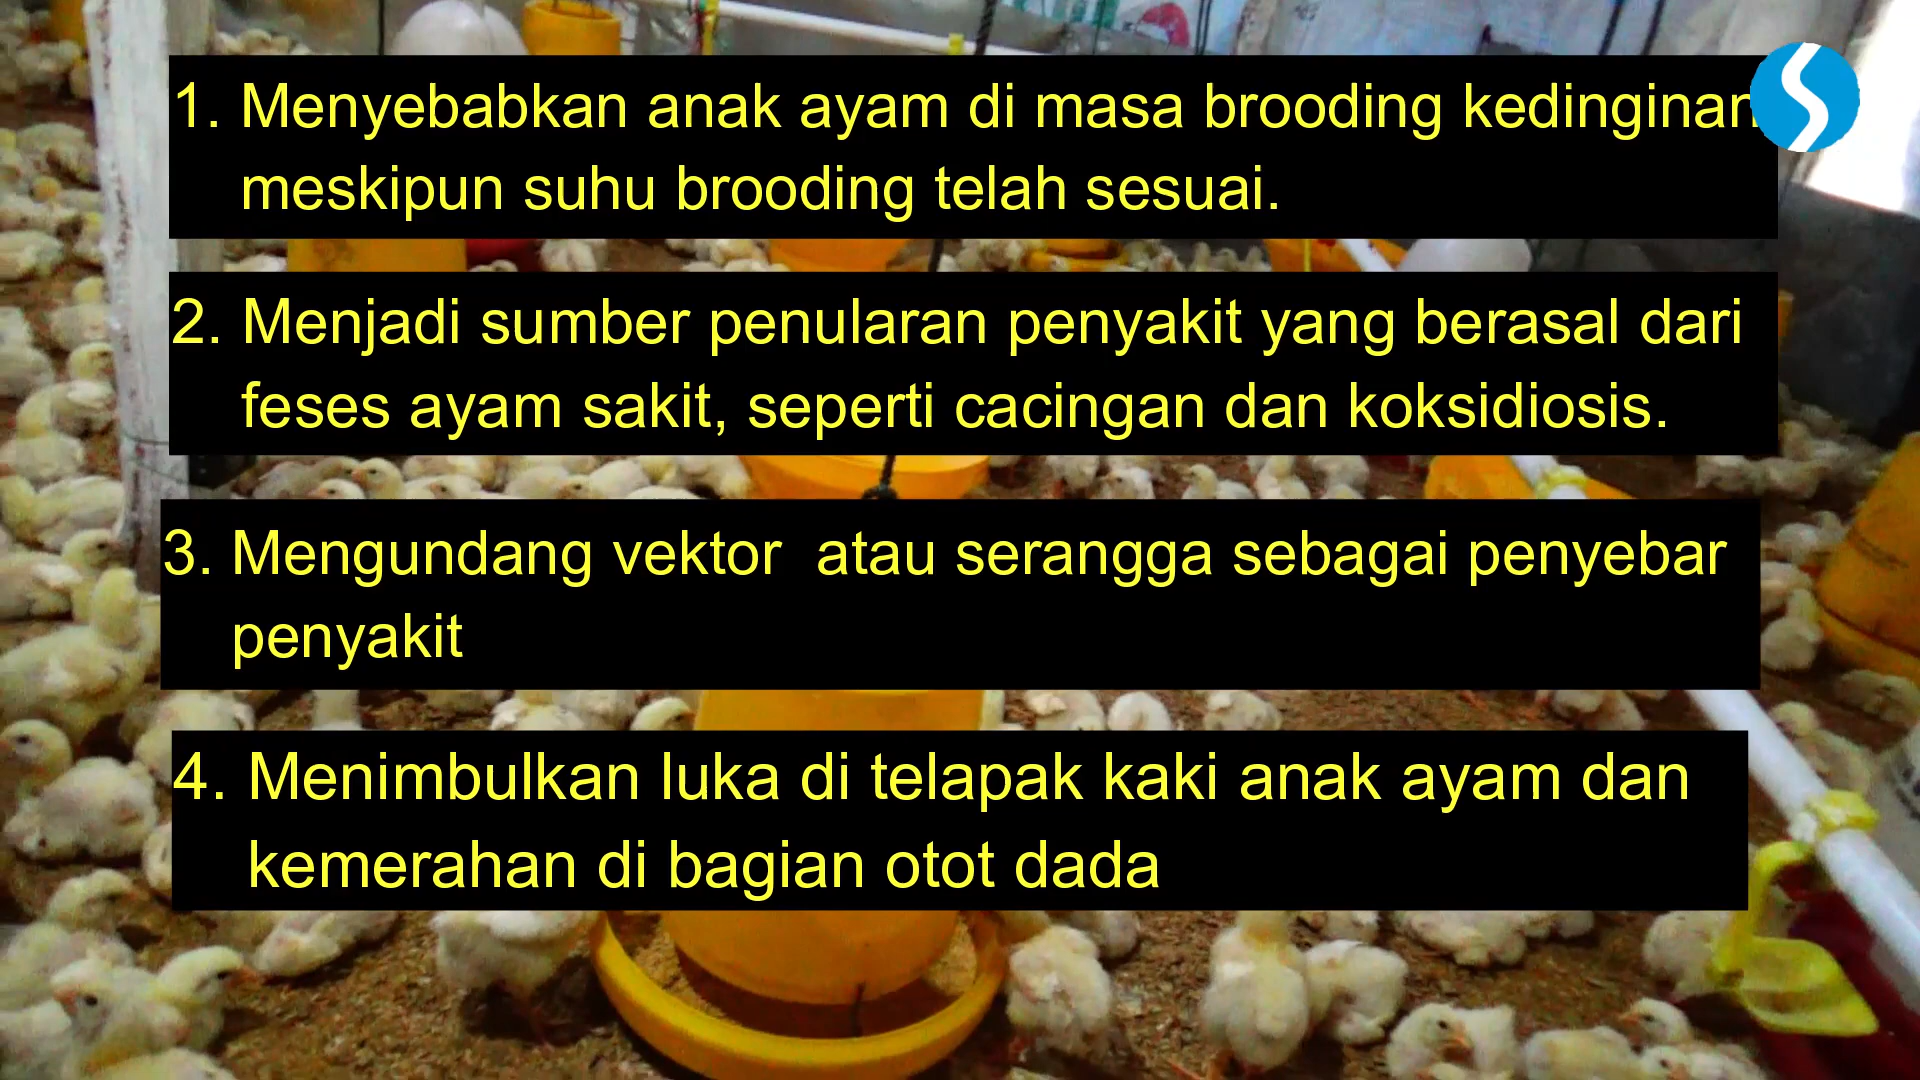 1. Menyebabkan anak ayam di masa brooding kedinginan
meskipun suhu brooding telah sesuai.
2. Menjadi sumber penularan penyakit yang berasal dari
feses ayam sakit, seperti cacingan dan koksidiosis.
3. Mengundang vektor  atau serangga sebagai penyebar
penyakit
4. Menimbulkan luka di telapak kaki anak ayam dan
kemerahan di bagian otot dada